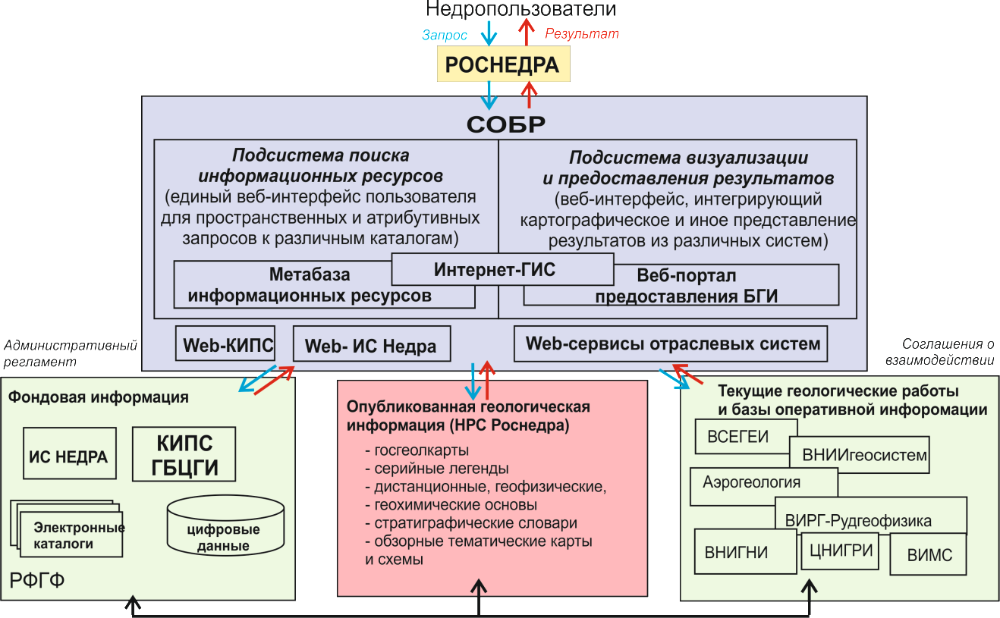 Недропользователи
Запрос
Результат
РОСНЕДРА
СОБР
Подсистема поиска
информационных ресурсов
(единый веб-интерфейс пользователя
для пространственных и атрибутивных
запросов к различным каталогам)
Подсистема визуализации
и предоставления результатов
(веб-интерфейс, интегрирующий
картографическое и иное представление
результатов из различных систем)
Интернет-ГИС
Метабаза
информационных ресурсов
Веб-портал
предоставления БГИ
Web-КИПС
Web- ИС Недра
Web-сервисы отраслевых систем
Административный
регламент
Соглашения о
взаимодействии
Фондовая информация
ИС НЕДРА
КИПС
ГБЦГИ
Электронные
каталоги
цифровые
данные
РФГФ
Опубликованная геологическая
информация (НРС Роснедра)
- госгеолкарты
- серийные легенды
- дистанционные, геофизические,
- геохимические основы
- стратиграфические словари
- обзорные тематические карты
и схемы
Текущие геологические работы
и базы оперативной инфоромации
ВСЕГЕИ
ВНИИгеосистем
Аэрогеология
ВИРГ-Рудгеофизика
ВНИГНИ
ЦНИГРИ
ВИМС